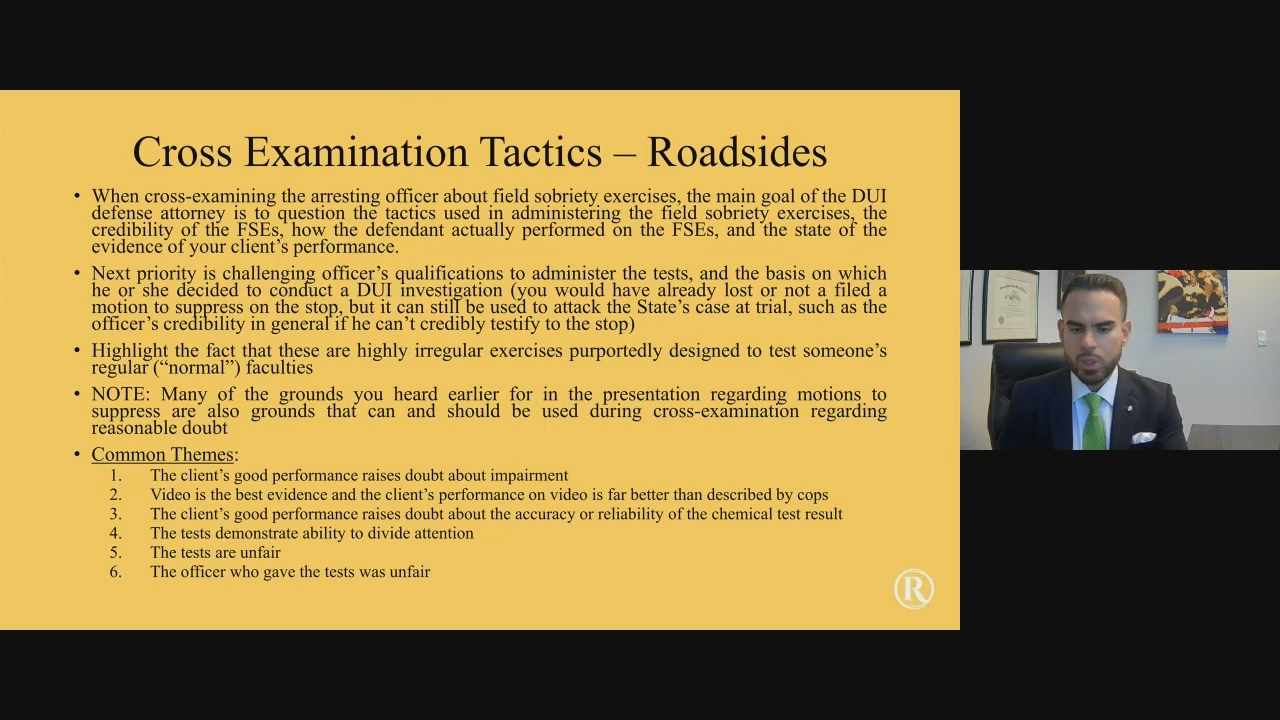 Cross Examination Tactics – Roadsides
• When cross-examining the arresting officer about field sobriety exercises, the main goal of the DUI
defense attorney is to question the tactics used in administering the field sobriety exercises, the
credibility of the FSEs, how the defendant actually performed on the FSEs, and the state of the
evidence of your client’s performance.
• Next priority is challenging officer’s qualifications to administer the tests, and the basis on which
he or she decided to conduct a DUI investigation (you would have already lost or not a filed a
motion to suppress on the stop, but it can still be used to attack the State’s case at trial, such as the
officer’s credibility in general if he can’t credibly testify to the stop)
• Highlight the fact that these are highly irregular exercises purportedly designed to test someone’s
regular (“normal”) faculties
• NOTE: Many of the grounds you heard earlier for in the presentation regarding motions to
suppress are also grounds that can and should be used during cross-examination regarding
reasonable doubt
• Common Themes:
1. The client’s good performance raises doubt about impairment
2. Video is the best evidence and the client’s performance on video is far better than described by cops
3. The client’s good performance raises doubt about the accuracy or reliability of the chemical test result
4. The tests demonstrate ability to divide attention
5. The tests are unfair
6. The officer who gave the tests was unfair
R